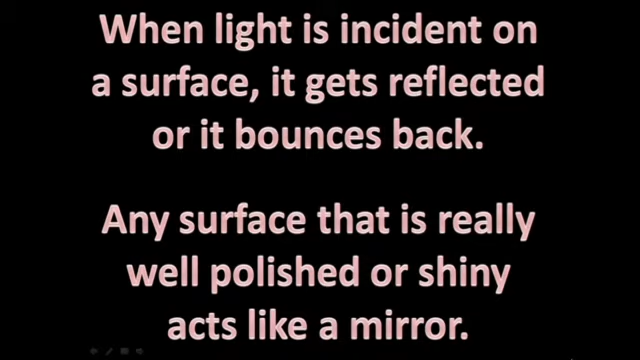 When light is incident on
a surface, it gets reflected
or it bounces back.
Any surface that is really
well polished or shiny
acts like a mirror.